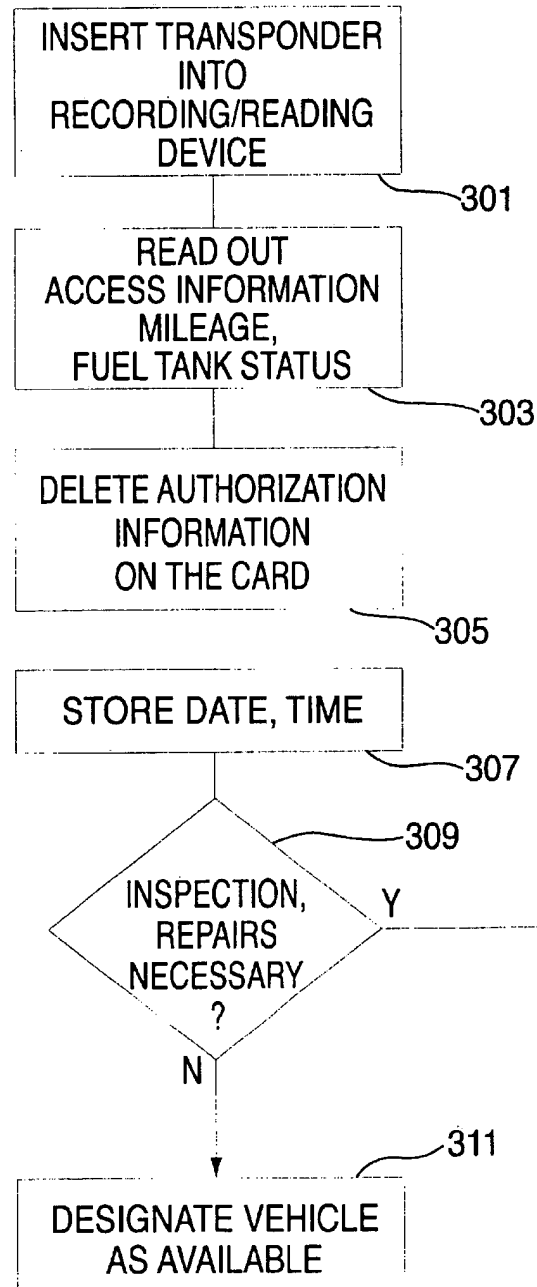 INSERT TRANSPONDER
INTO
RECORDING/READING
DEVICE
301
READ OUT
ACCESS INFORMATION
MILEAGE,
FUEL TANK STATUS
303
DELETE AUTHORIZATION
INFORMATION
ON THE CARD
305
STORE DATE, TIME
307
309
INSPECTION,
REPAIRS
NECESSARY
?
Y
N
311
DESIGNATE VEHICLE
AS AVAILABLE